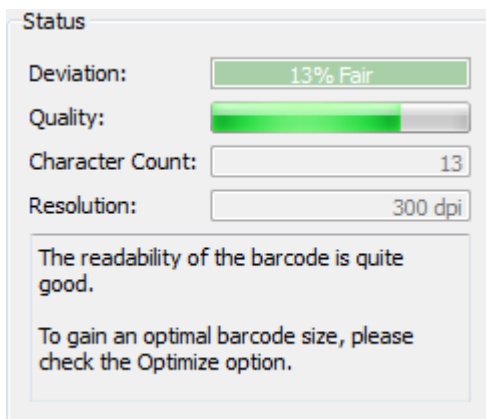 Status
Deviation: 13% Fair
Quality:
Character Count: 13
Resolution: 300 dpi
The readability of the barcode is quite
good.
To gain an optimal barcode size, please
check the Optimize option.